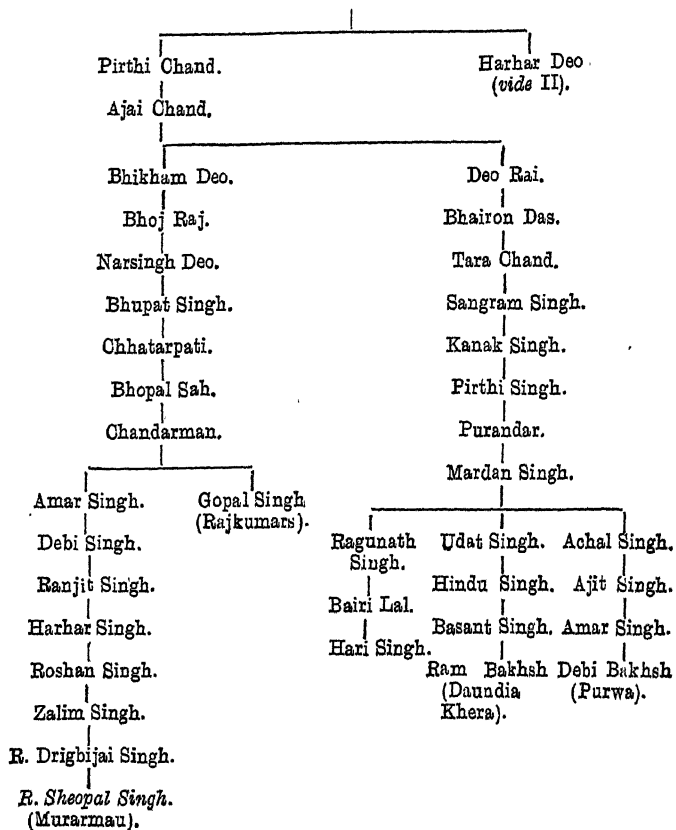 Pirthi Chand.
Harhar Deo
(vide II).
Ajai Chand.
Bhikham Deo.
Deo Rai.
Bhoj Raj.
Bhairon Das.
Narsingh Deo.
Tara Chand.
Bhupat Singh.
Sangram Singh.
Chhatarpati.
Kanak Singh.
Bhopal Sah.
Pirthi Singh.
Chandarman.
Purandar.
Mardan Singh.
Amar Singh.
Gopal Singh
(Rajkumars).
Debi Singh.
Ranjit Singh.
Harhar Singh.
Roshan Singh.
Zalim Singh.
R. Drigbijai Singh.
R. Sheopal Singh.
(Murarmau).
Ragunath
Singh.
Bairi Lal.
Hari Singh.
Udat Singh.
Hindu Singh.
Basant Singh.
Ram Bakhsh
(Daundia
Khera).
Achal Singh.
Ajit Singh.
Amar Singh.
Debi Bakhsh
(Purwa).